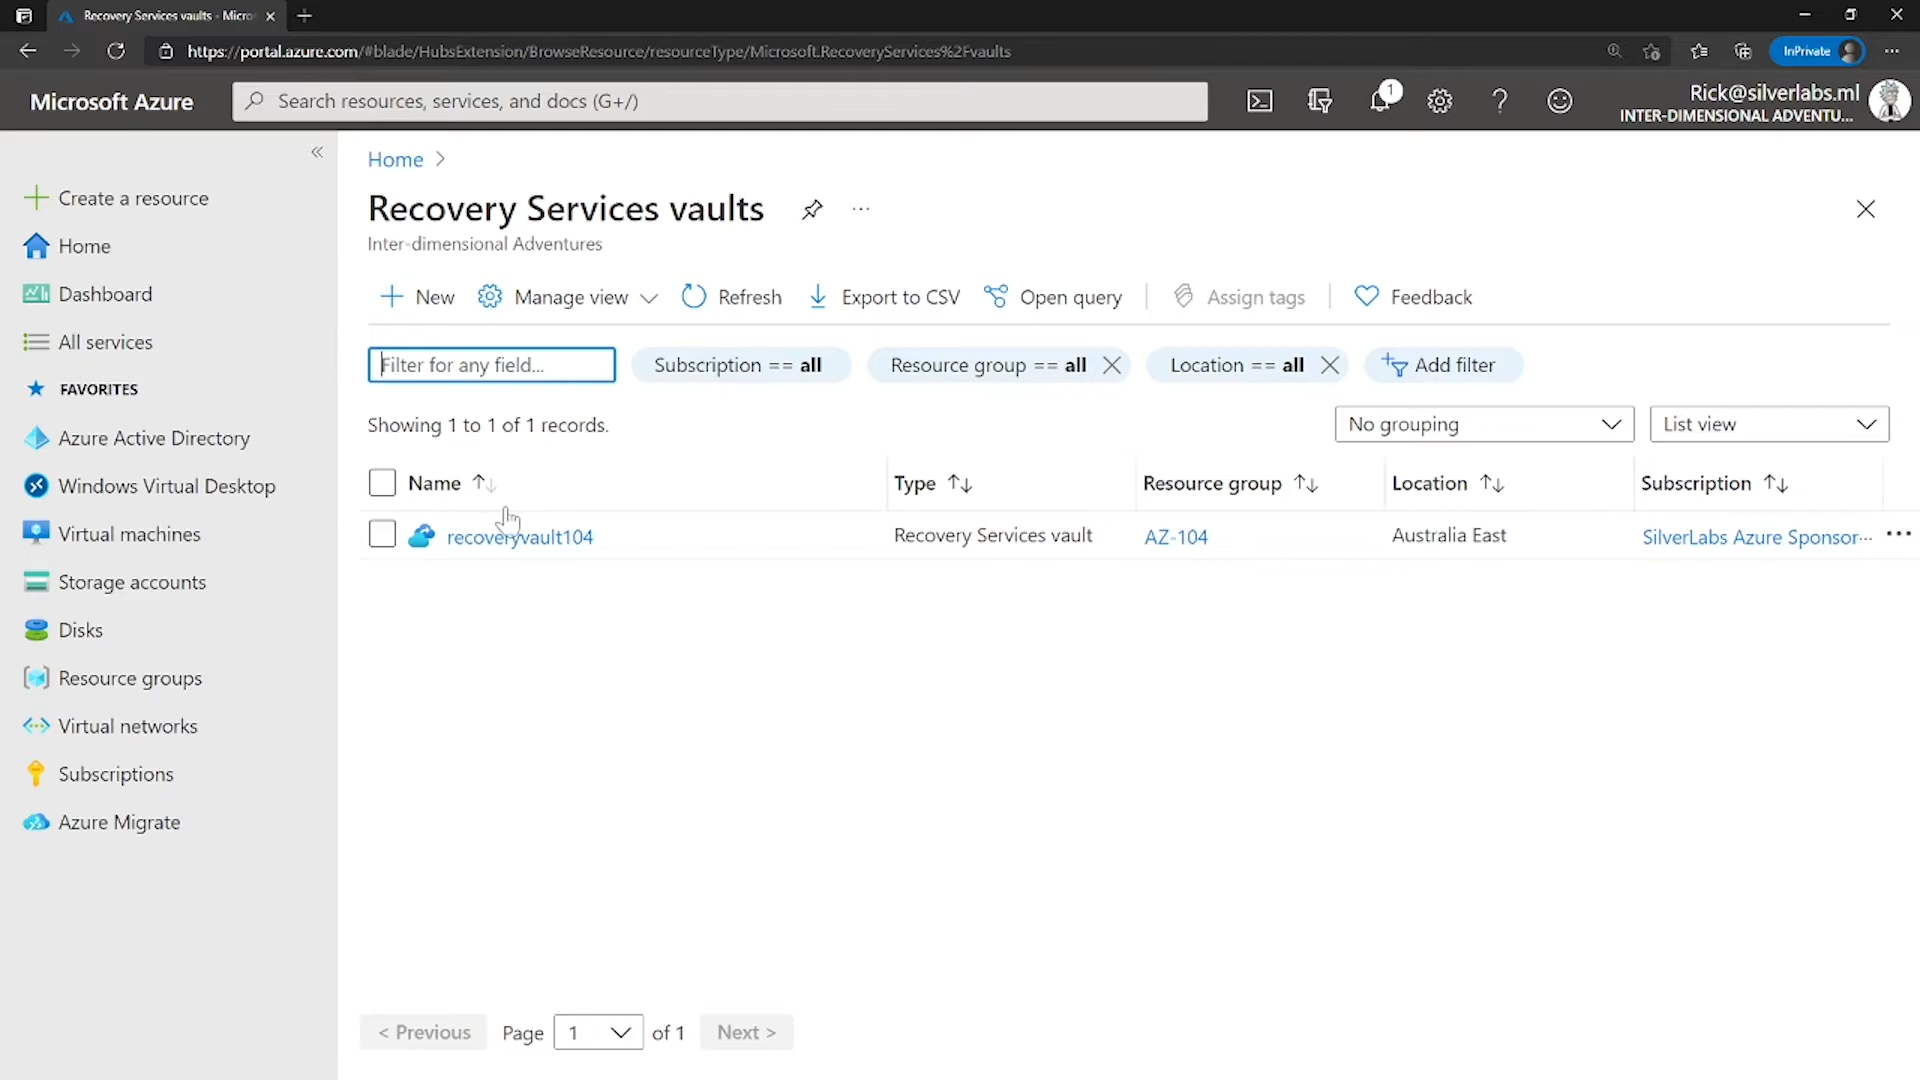 Recovery Services vaults - Micro
https://portal.azure.com/#blade/HubsExtension/BrowseResource/resourceType/Microsoft.RecoveryServices%2Fvaults
InPrivate
Microsoft Azure
Search resources, services, and docs (G+/)
1
Rick@silverlabs.ml
INTER-DIMENSIONAL ADVENTU...
Create a resource
Home
Dashboard
All services
FAVORITES
Azure Active Directory
Windows Virtual Desktop
Virtual machines
Storage accounts
Disks
Resource groups
Virtual networks
Subscriptions
Azure Migrate
Home >
Recovery Services vaults
Inter-dimensional Adventures
New Manage view Refresh Export to CSV Open query Assign tags Feedback
Filter for any field... Subscription == all Resource group == all Location == all Add filter
Showing 1 to 1 of 1 records.
No grouping List view
Name Type Resource group Location Subscription
recoveryvault104 Recovery Services vault AZ-104 Australia East SilverLabs Azure Sponsor...
< Previous Page 1 of 1 Next >